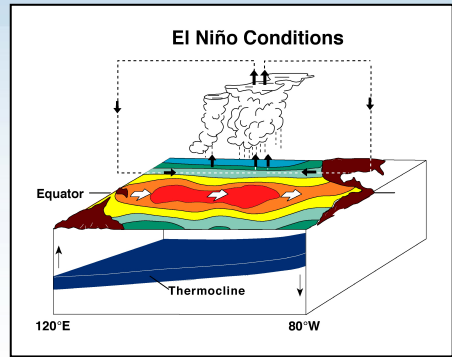 El Niño Conditions
Equator
Thermocline
120°E
80°W